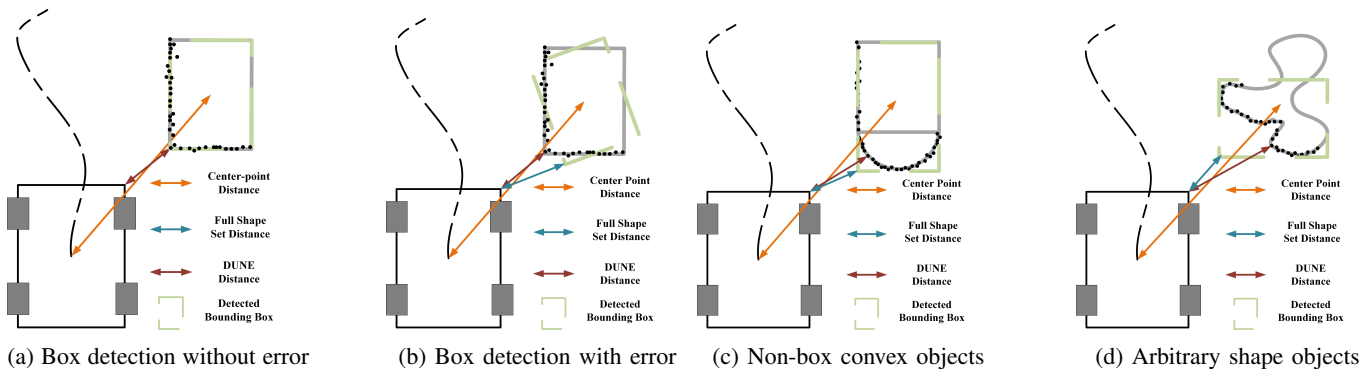 Center-point
Distance
Full Shape
Set Distance
DUNE
Distance
Detected
Bounding Box
(a) Box detection without error
Center Point
Distance
Full Shape
Set Distance
DUNE
Distance
Detected
Bounding Box
(b) Box detection with error
Center Point
Distance
Full Shape
Set Distance
DUNE
Distance
Detected
Bounding Box
(c) Non-box convex objects
Center Point
Distance
Full Shape
Set Distance
DUNE
Distance
Detected
Bounding Box
(d) Arbitrary shape objects